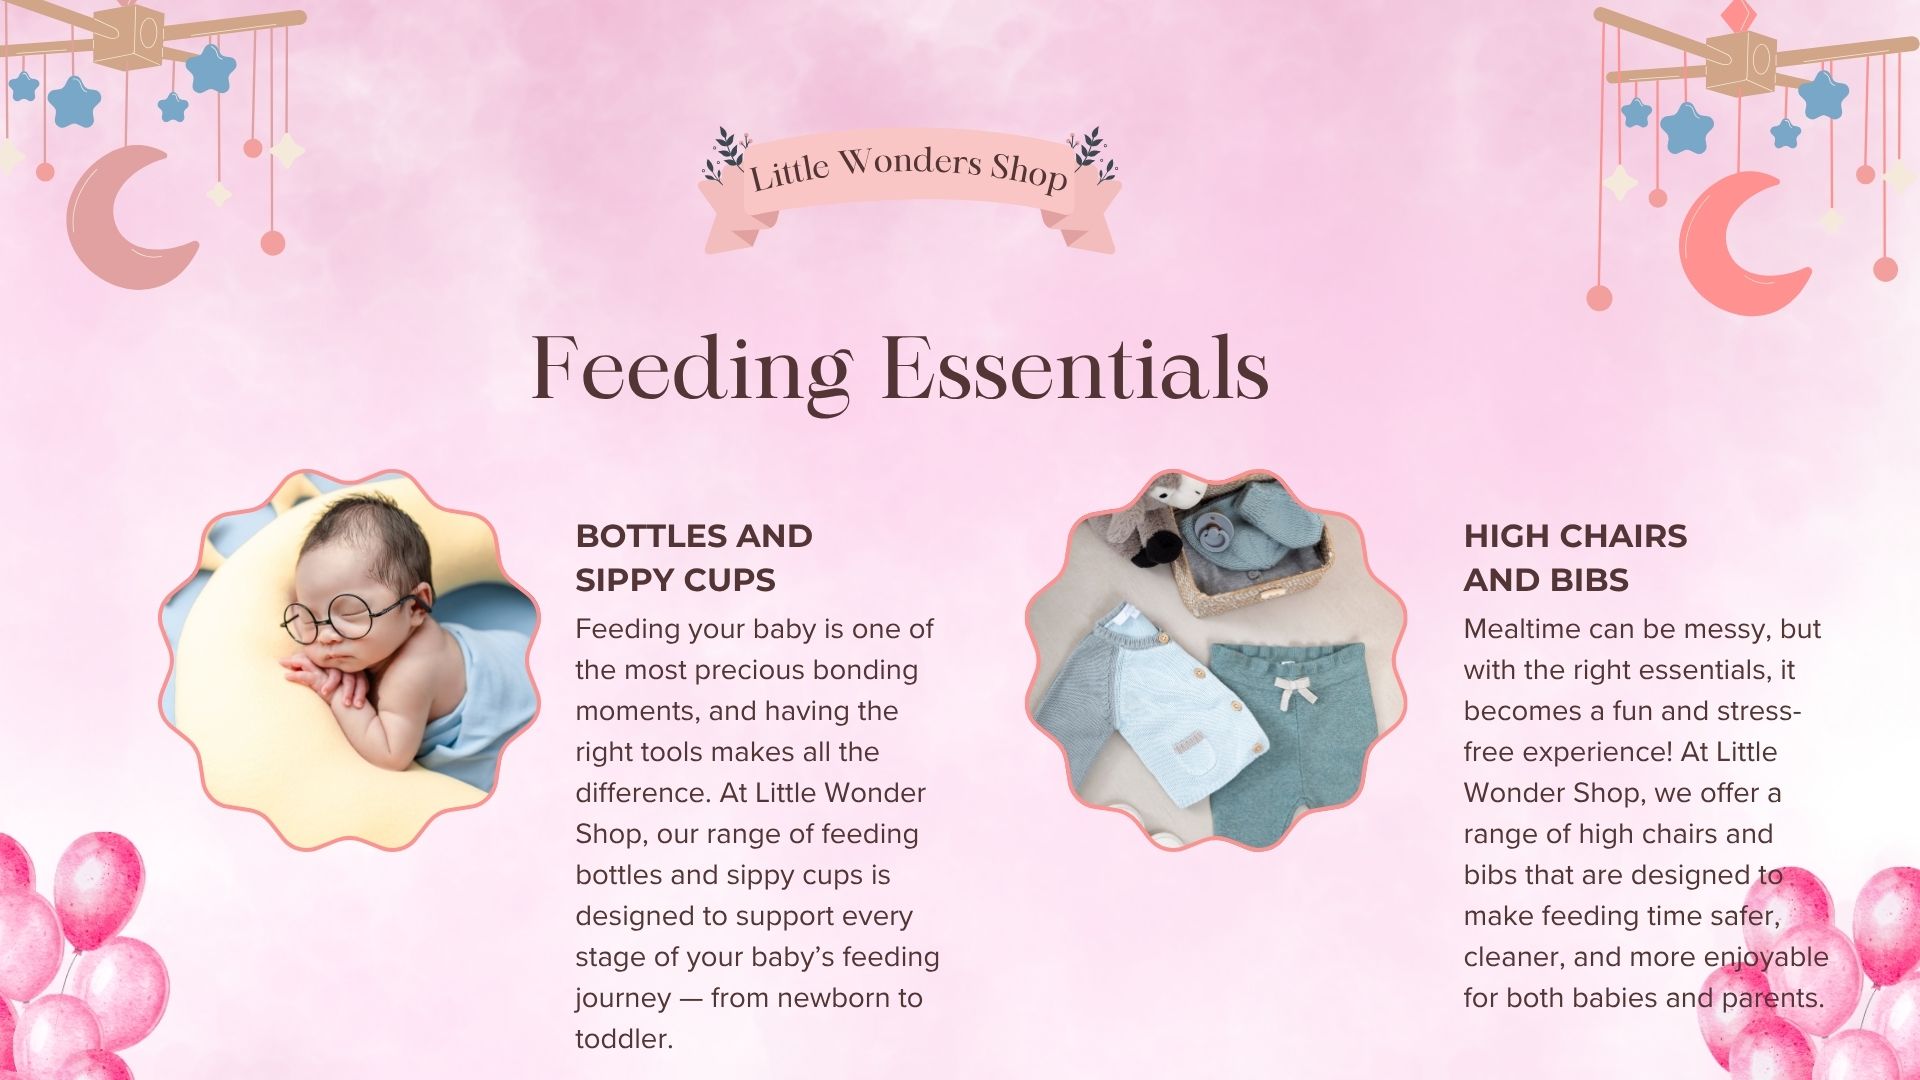 Little Wonders Shop
Feeding Essentials
BOTTLES AND
SIPPY CUPS
Feeding your baby is one of
the most precious bonding
moments, and having the
right tools makes all the
difference. At Little Wonder
Shop, our range of feeding
bottles and sippy cups is
designed to support every
stage of your baby’s feeding
journey — from newborn to
toddler.
HIGH CHAIRS
AND BIBS
Mealtime can be messy, but
with the right essentials, it
becomes a fun and stress-
free experience! At Little
Wonder Shop, we offer a
range of high chairs and
bibs that are designed to
make feeding time safer,
cleaner, and more enjoyable
for both babies and parents.